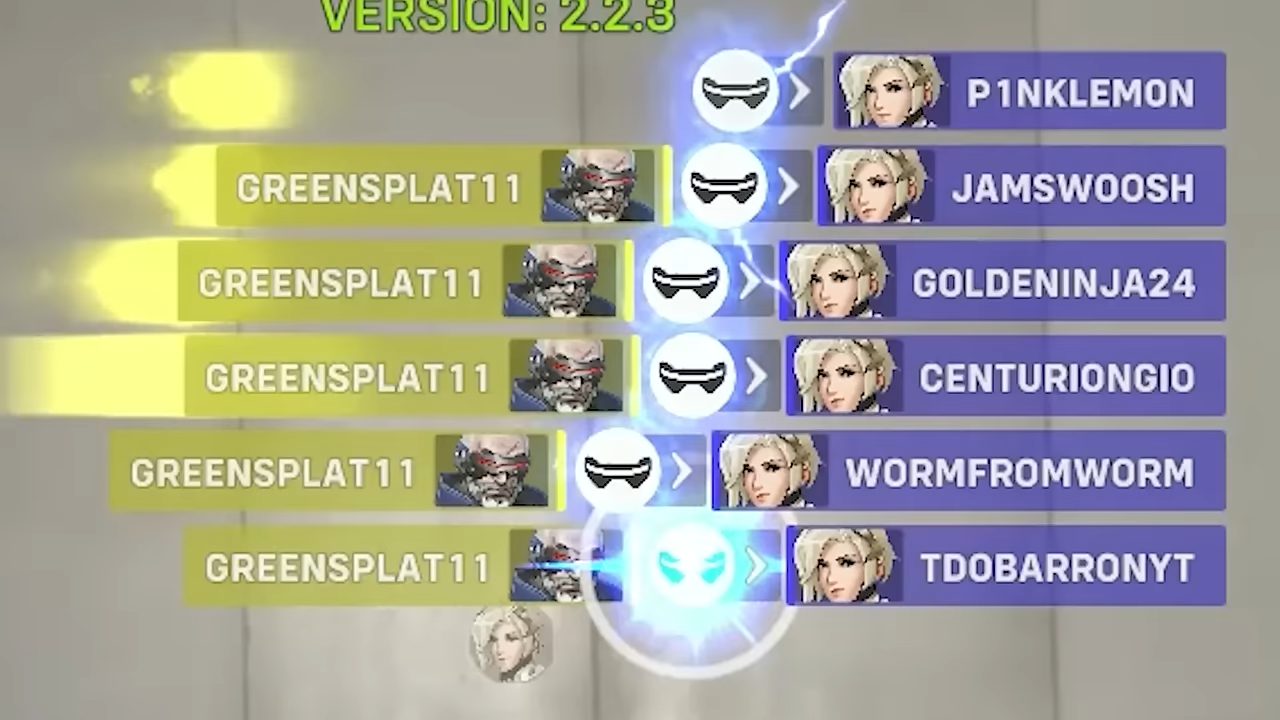 VERSION: 2.2.3
P1NKLEMON
GREENSPLAT11 JAMSWOOSH
GREENSPLAT11 GOLDENINJA24
GREENSPLAT11 CENTURIONGIO
GREENSPLAT11 WORMFROMWORM
GREENSPLAT11 TDOBARRONYT